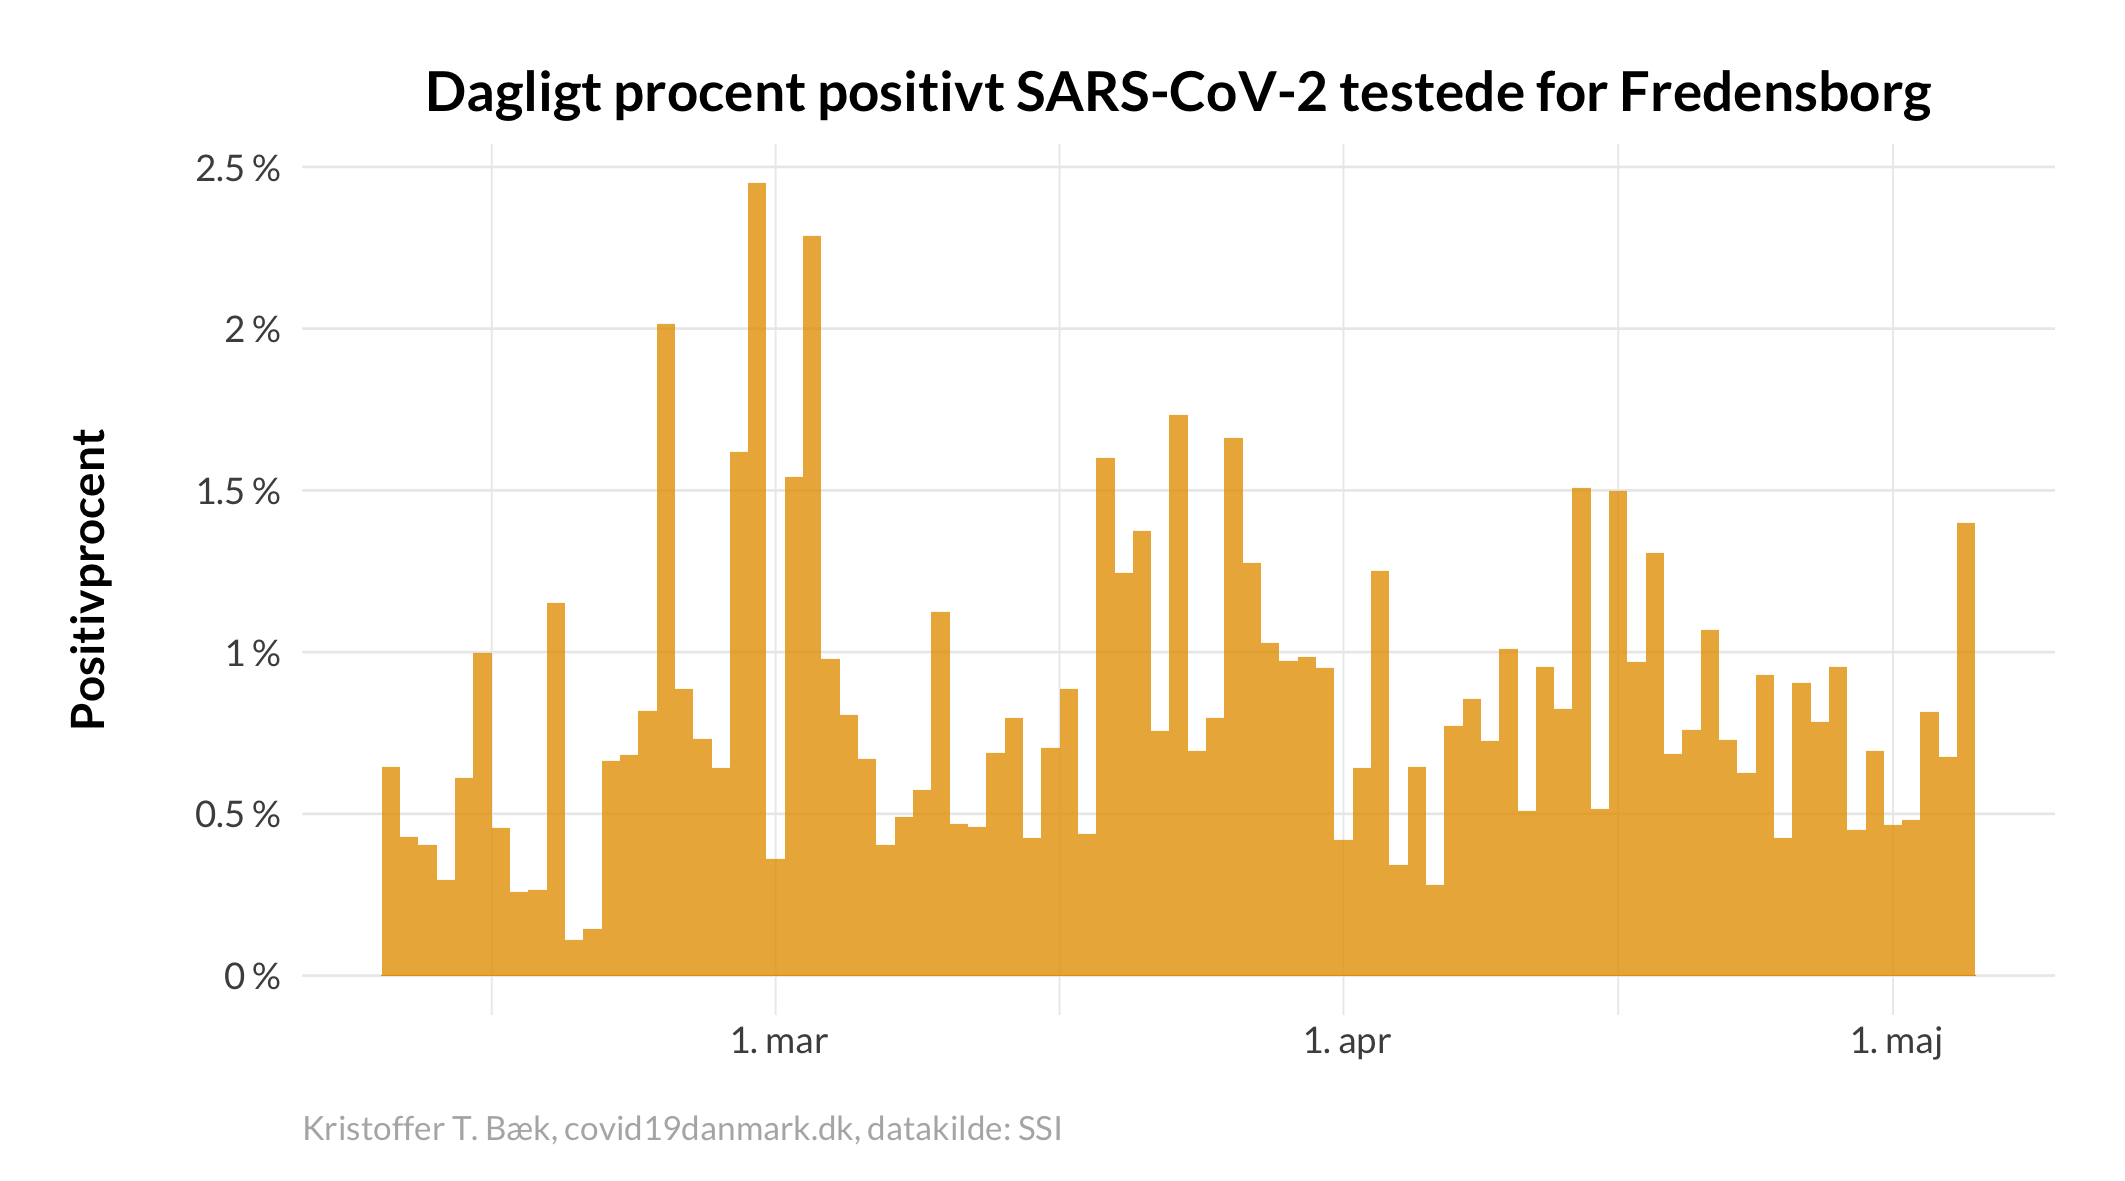 Dagligt procent positivt SARS-CoV-2 testede for Fredensborg
Positivprocent
2.5 %
2 %
1.5 %
1 %
0.5 %
0 %
1. mar
1. apr
1. maj
Kristoffer T. Bæk, covid19danmark.dk, datakilde: SSI